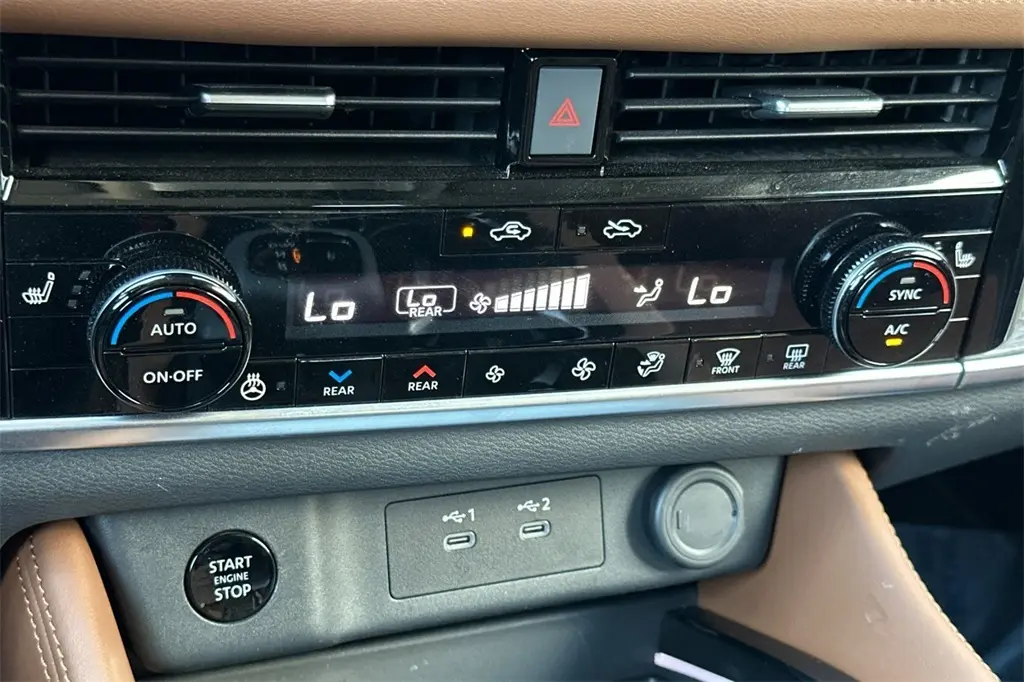 Lo
Lo
REAR
Lo
AUTO
ON·OFF
SYNC
A/C
REAR
REAR
FRONT
REAR
1
2
START
ENGINE
STOP